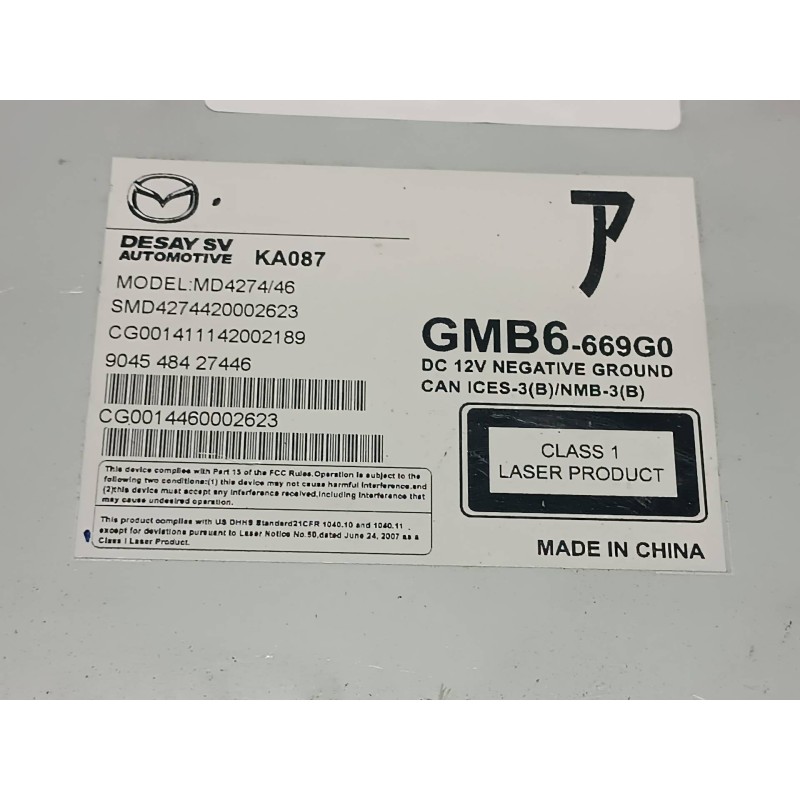 ア
DESAY SV
AUTOMOTIVE KA087
MODEL:MD4274/46
SMD4274420002623
CG001411142002189
9045 484 27446
CG0014460002623
GMB6-669G0
DC 12V NEGATIVE GROUND
CAN ICES-3(B)/NMB-3(B)
CLASS 1
LASER PRODUCT
This device complies with Part 15 of the FCC Rules.Operation is subject to the
following two conditions:(1) this device may not cause harmful interference,and
(2)this device must accept any interference received,including interference that
may cause undesired operation.
This product complies with US DHHS Standard21CFR 1040.10 and 1040.11
except for deviations pursuant to Laser Notice No.50,dated June 24, 2007 as a
Class I Laser Product.
MADE IN CHINA